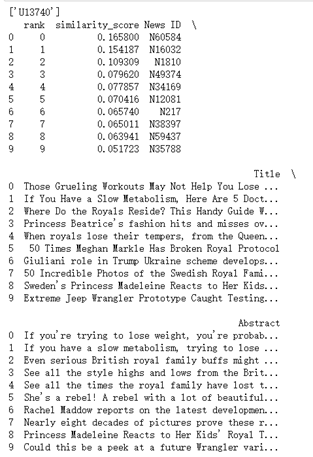 ['U13740']
rank similarity_score News ID \
0 0 0.165800 N60584
1 1 0.154187 N16032
2 2 0.109309 N1810
3 3 0.079620 N49374
4 4 0.077857 N34169
5 5 0.070416 N12081
6 6 0.065740 N217
7 7 0.065011 N38397
8 8 0.063941 N59437
9 9 0.051723 N35788
Title \
0 Those Grueling Workouts May Not Help You Lose ...
1 If You Have a Slow Metabolism, Here Are 5 Doct...
2 Where Do the Royals Reside? This Handy Guide W...
3 Princess Beatrice's fashion hits and misses ov...
4 When royals lose their tempers, from the Queen...
5 50 Times Meghan Markle Has Broken Royal Protocol
6 Giuliani role in Trump Ukraine scheme develops...
7 50 Incredible Photos of the Swedish Royal Fami...
8 Sweden's Princess Madeleine Reacts to Her Kids...
9 Extreme Jeep Wrangler Prototype Caught Testing...
Abstract
0 If you're trying to lose weight, you're probab...
1 If you have a slow metabolism, trying to lose ...
2 Even serious British royal family buffs might ...
3 See all the style highs and lows from the Brit...
4 See all the times the royal family have lost t...
5 She's a rebel! A rebel with a lot of beautiful...
6 Rachel Maddow reports on the latest developmen...
7 Nearly eight decades of pictures prove these r...
8 Princess Madeleine Reacts to Her Kids' Royal T...
9 Could this be a peek at a future Wrangler vari...